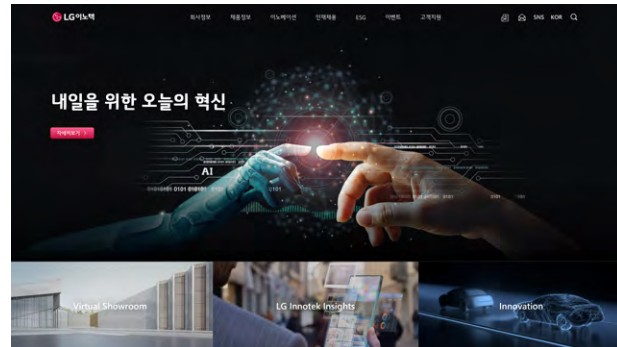 LG이노텍
회사정보 제품정보 이노베이션 인재채용 ESG 이벤트 고객지원
SNS KOR
내일을 위한 오늘의 혁신
자세히보기 >
AI
0101 0101
Virtual Showroom
LG Innotek Insights
Innovation